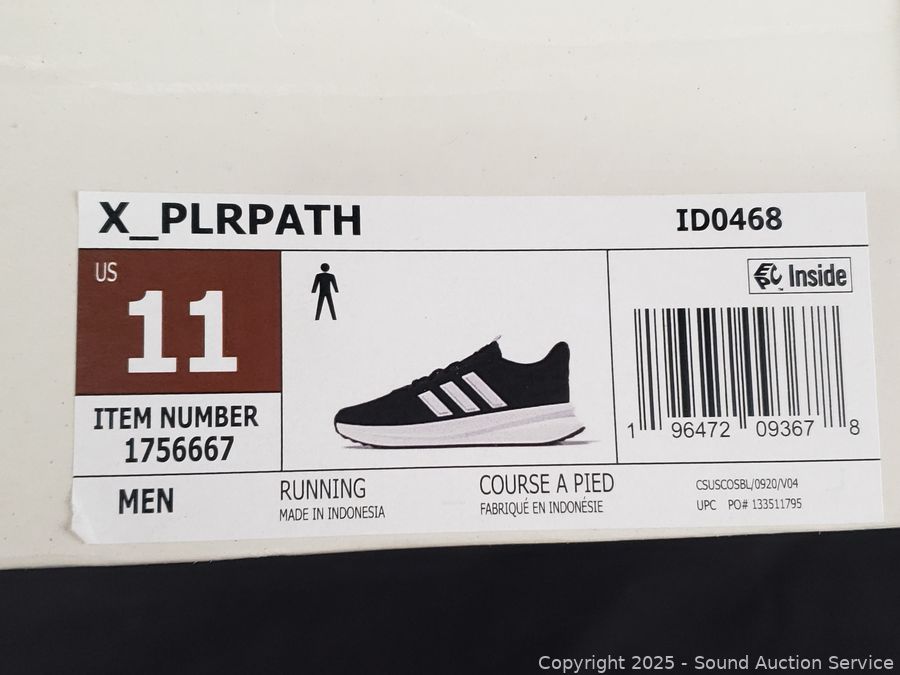 X_PLRPATH
ID0468
US
11
EPC™ Inside
ITEM NUMBER
1756667
1 96472 09367 8
MEN
RUNNING
MADE IN INDONESIA
COURSE A PIED
FABRIQUÉ EN INDONÉSIE
CSUSCOSBL/0920/V04
UPC PO# 133511795
Copyright © 2025 - Sound Auction Service